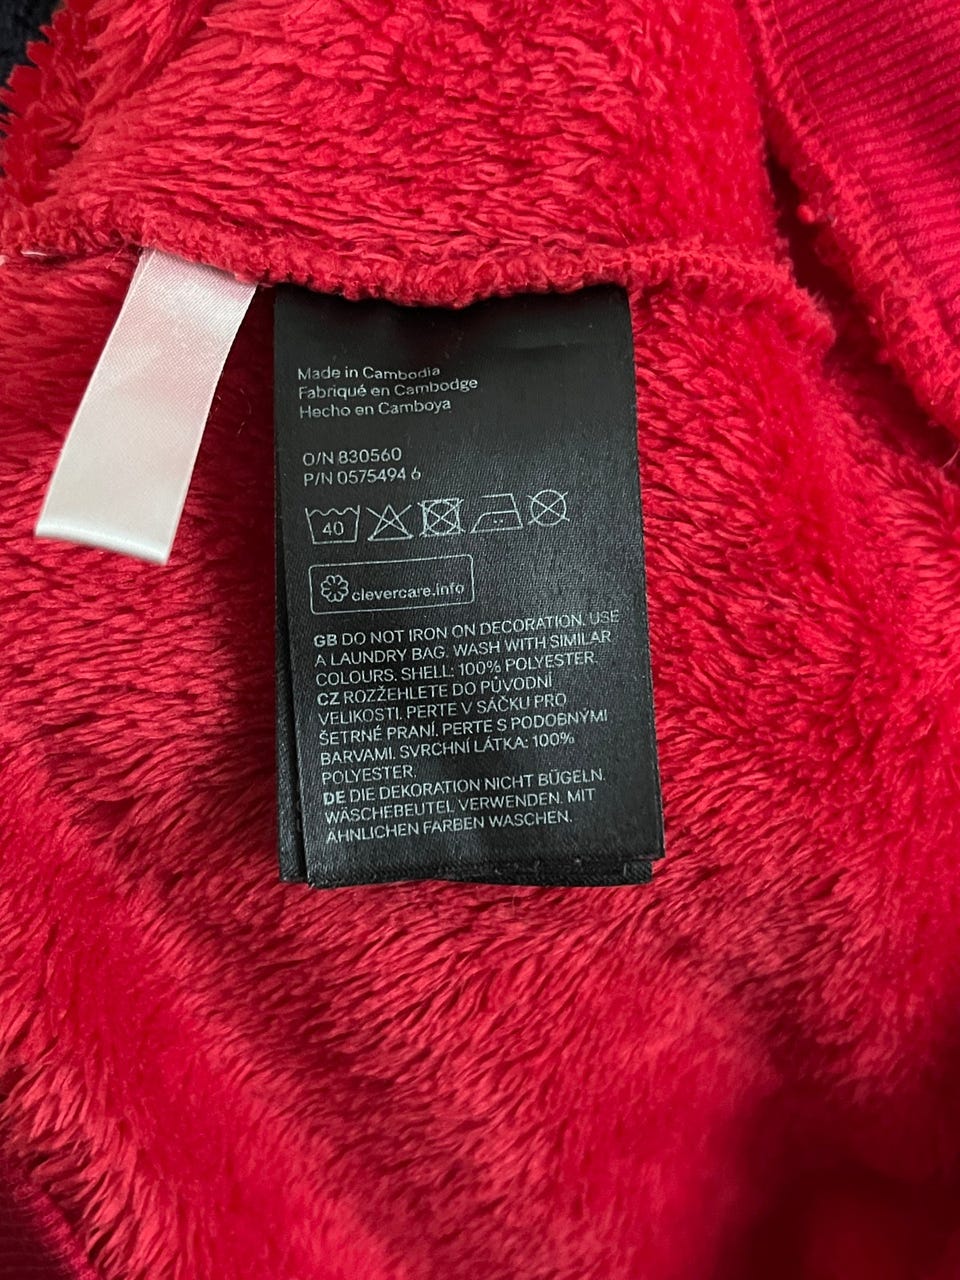 Made in Cambodia
Fabriqué en Cambodge
Hecho en Camboya
O/N 830560
P/N 0575494 6
40
clevercare.info
GB DO NOT IRON ON DECORATION. USE
A LAUNDRY BAG. WASH WITH SIMILAR
COLOURS. SHELL: 100% POLYESTER.
CZ ROZŽEHLETE DO PŮVODNÍ
VELIKOSTI. PERTE V SÁČKU PRO
ŠETRNÉ PRANÍ. PERTE S PODOBNÝMI
BARVAMI. SVRCHNÍ LÁTKA: 100%
POLYESTER.
DE DIE DEKORATION NICHT BÜGELN.
WÄSCHEBEUTEL VERWENDEN. MIT
ÄHNLICHEN FARBEN WASCHEN.